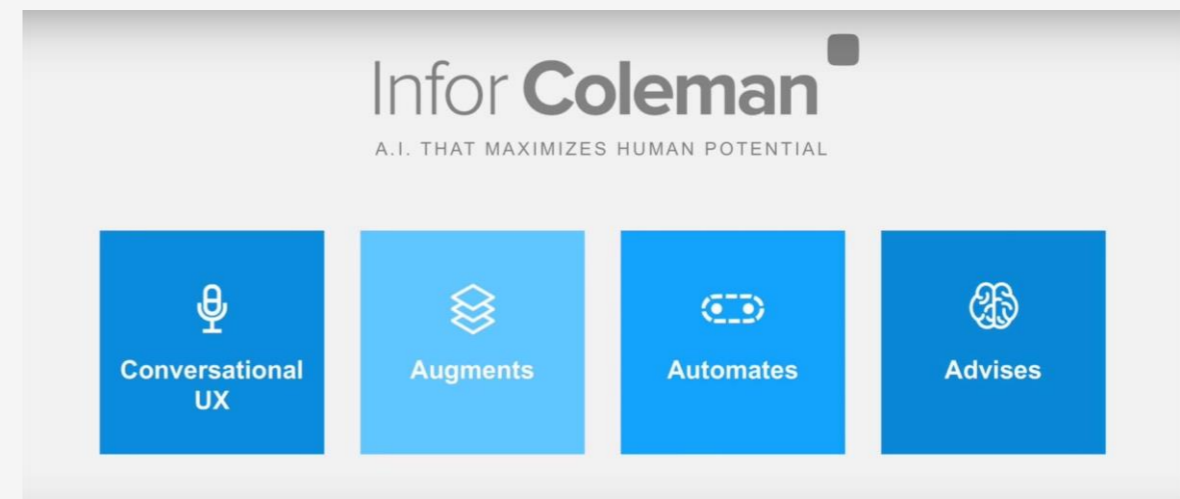 Infor Coleman
A.I. THAT MAXIMIZES HUMAN POTENTIAL
Conversational
UX
Augments
Automates
Advises